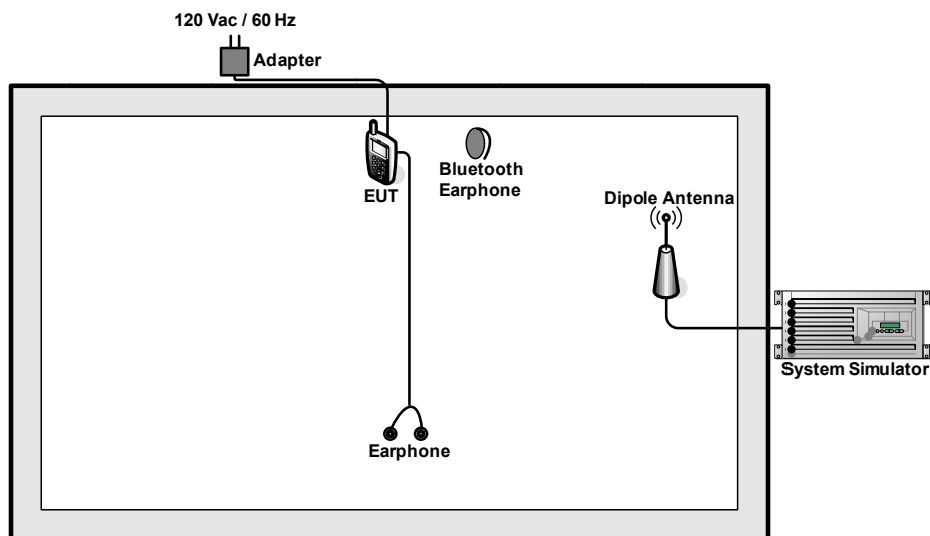 120 Vac / 60 Hz
Adapter
EUT
Bluetooth
Earphone
Dipole Antenna
System Simulator
Earphone